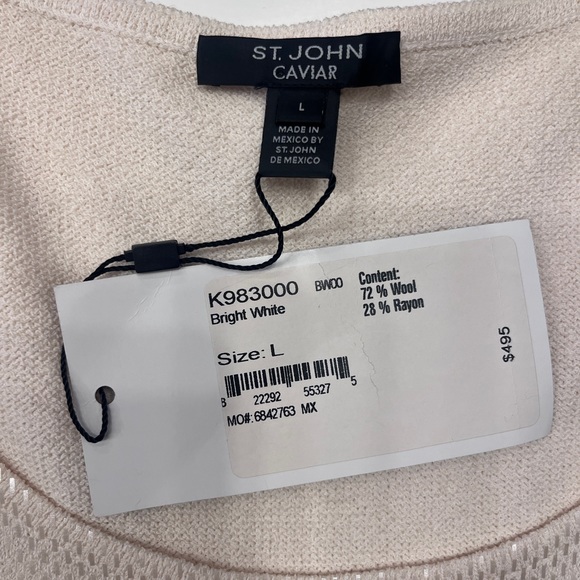 ST. JOHN
CAVIAR
L
MADE IN
MEXICO BY
ST. JOHN
DE MEXICO
K983000 BW00
Bright White
Content:
72 % Wool
28 % Rayon
Size: L
8 22292 55327 5
MO#: 6842763 MX
$495